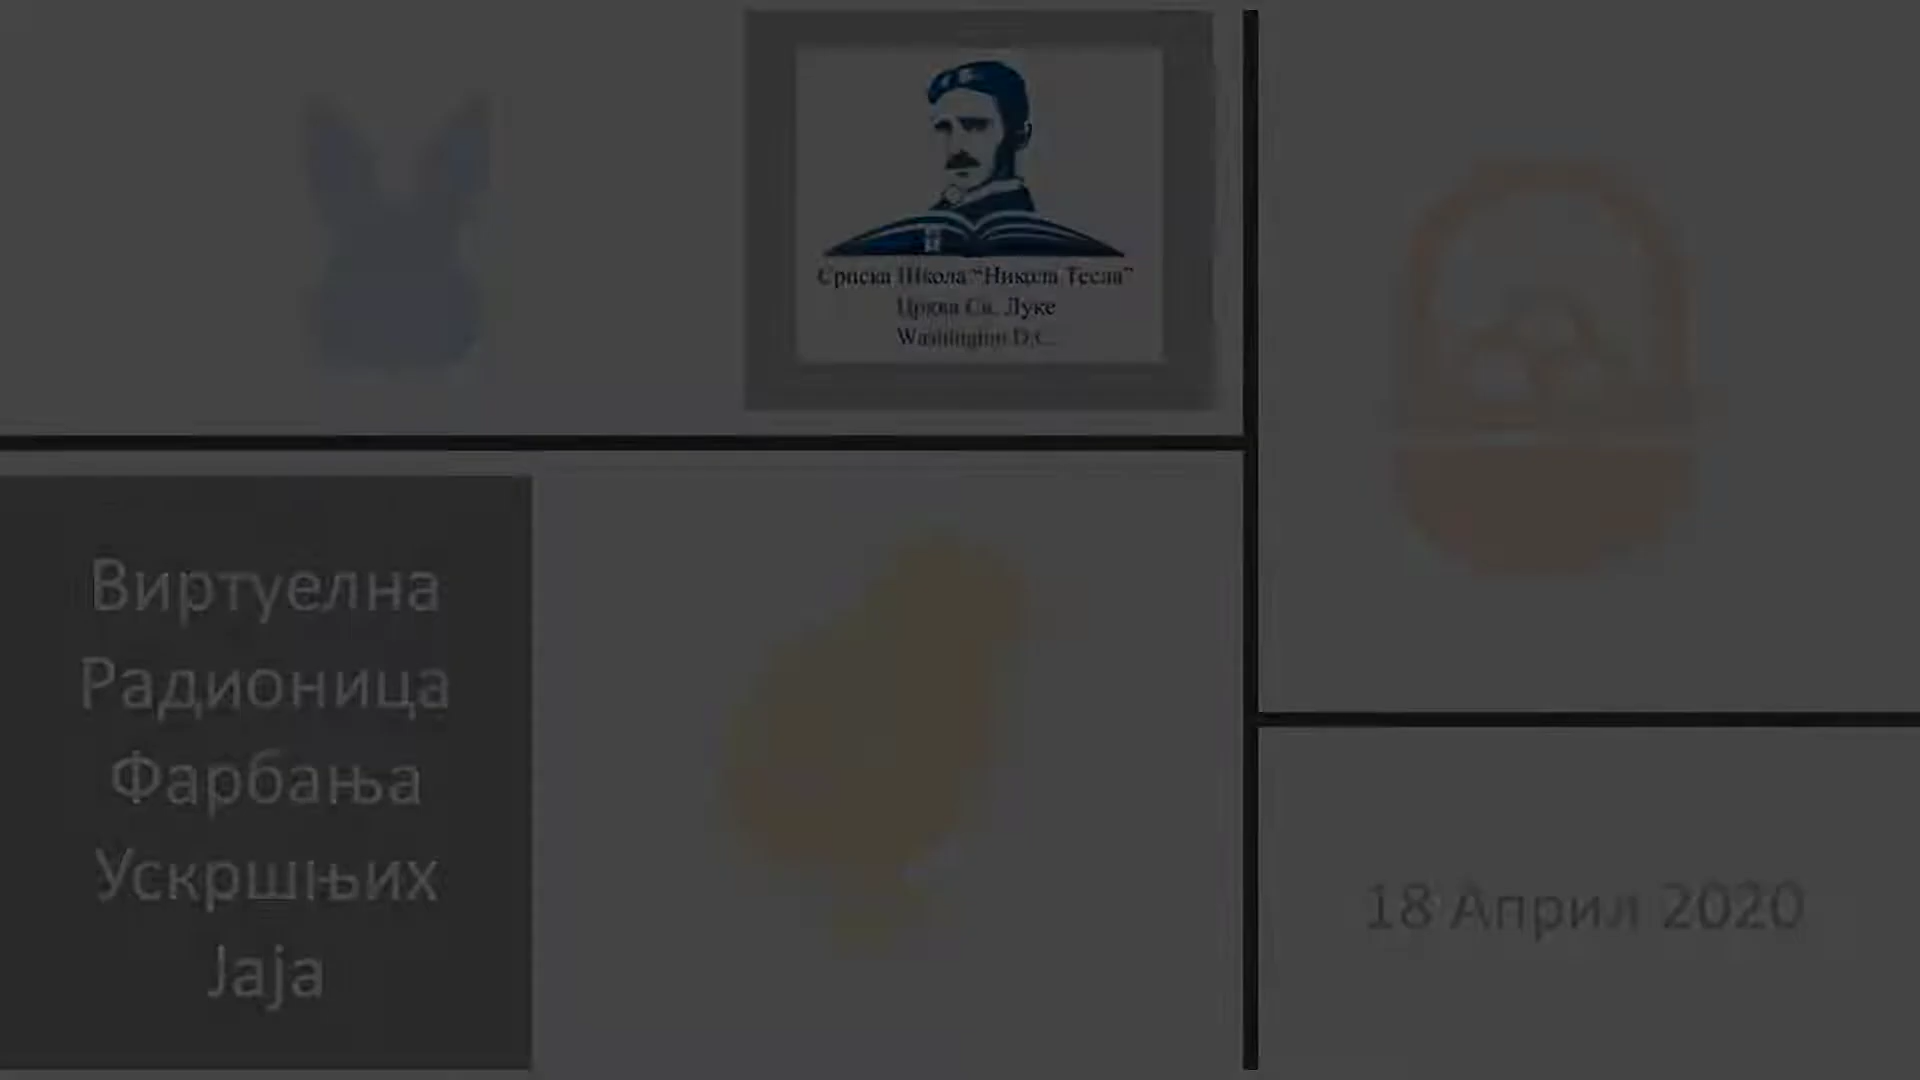 Српска Школа “Никола Тесла”
Црква Св. Луке
Washington D.C.
Виртуелна
Радионица
Фарбања
Ускршњих
Јаја
18 Април 2020